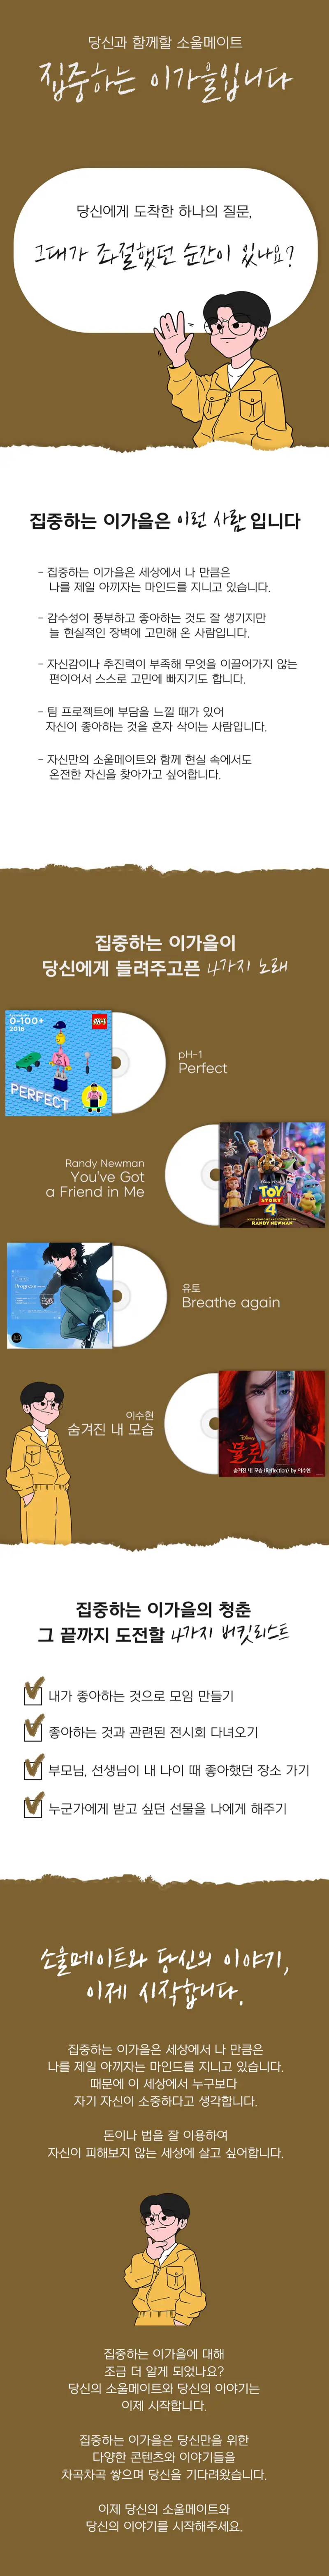 당신과 함께할 소울메이트
집중하는 이가을입니다
당신에게 도착한 하나의 질문,
그대가 좌절했던 순간이 있나요?
집중하는 이가을은 이런 사람 입니다
- 집중하는 이가을은 세상에서 나 만큼은
나를 제일 아끼자는 마인드를 지니고 있습니다.
- 감수성이 풍부하고 좋아하는 것도 잘 생기지만
늘 현실적인 장벽에 고민해 온 사람입니다.
- 자신감이나 추진력이 부족해 무엇을 이끌어가지 않는
편이어서 스스로 고민에 빠지기도 합니다.
- 팀 프로젝트에 부담을 느낄 때가 있어
자신이 좋아하는 것을 혼자 삭이는 사람입니다.
- 자신만의 소울메이트와 함께 현실 속에서도
온전한 자신을 찾아가고 싶어합니다.
집중하는 이가을이
당신에게 들려주고픈 4가지 노래
0-100+
2016
PH-1
PERFECT
pH-1
Perfect
Randy Newman
You've Got
a Friend in Me
TOY
STORY
4
RANDY NEWMAN
유토
Breathe again
이수현
숨겨진 내 모습
Disney
뮬란
숨겨진 내 모습 (Reflection) by 이수현
집중하는 이가을의 청춘
그 끝까지 도전할 4가지 버킷리스트
내가 좋아하는 것으로 모임 만들기
좋아하는 것과 관련된 전시회 다녀오기
부모님, 선생님이 내 나이 때 좋아했던 장소 가기
누군가에게 받고 싶던 선물을 나에게 해주기
소울메이트와 당신의 이야기,
이제 시작합니다.
집중하는 이가을은 세상에서 나 만큼은
나를 제일 아끼자는 마인드를 지니고 있습니다.
때문에 이 세상에서 누구보다
자기 자신이 소중하다고 생각합니다.
돈이나 법을 잘 이용하여
자신이 피해보지 않는 세상에 살고 싶어합니다.
집중하는 이가을에 대해
조금 더 알게 되었나요?
당신의 소울메이트와 당신의 이야기는
이제 시작합니다.
집중하는 이가을은 당신만을 위한
다양한 콘텐츠와 이야기들을
차곡차곡 쌓으며 당신을 기다려왔습니다.
이제 당신의 소울메이트와
당신의 이야기를 시작해주세요.